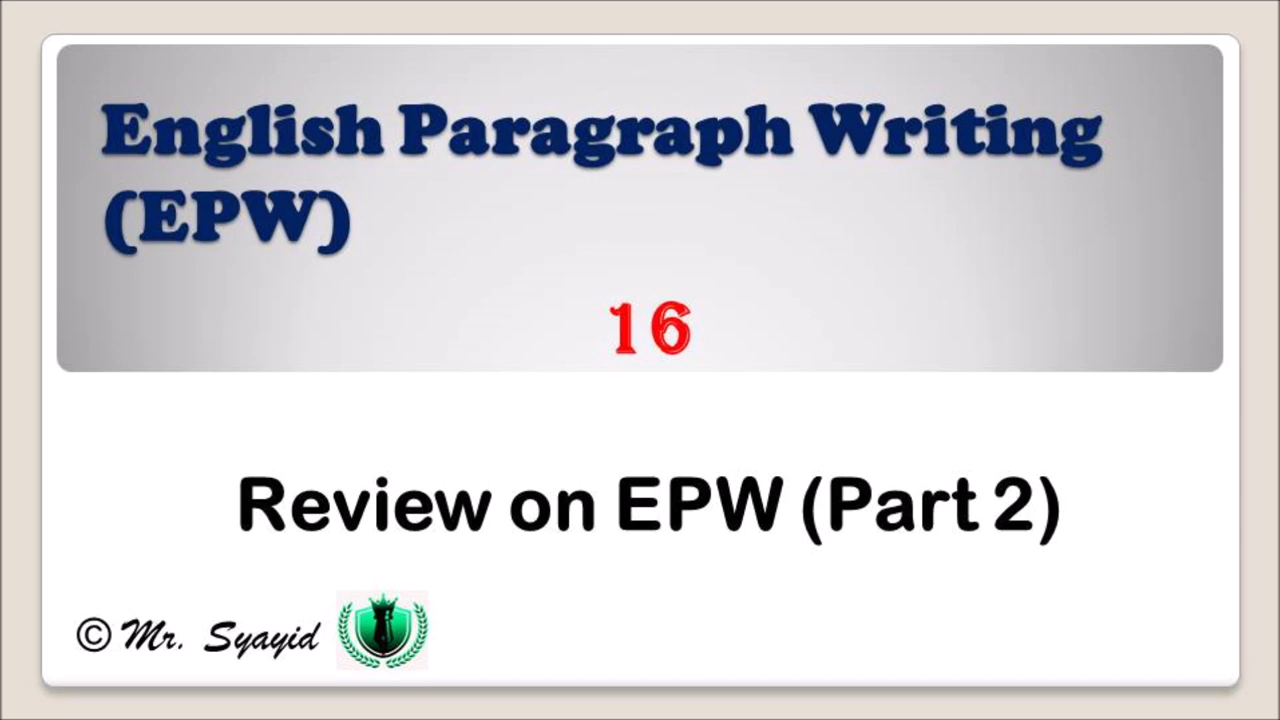 English Paragraph Writing
(EPW)
16
Review on EPW (Part 2)
© Mr. Syayid